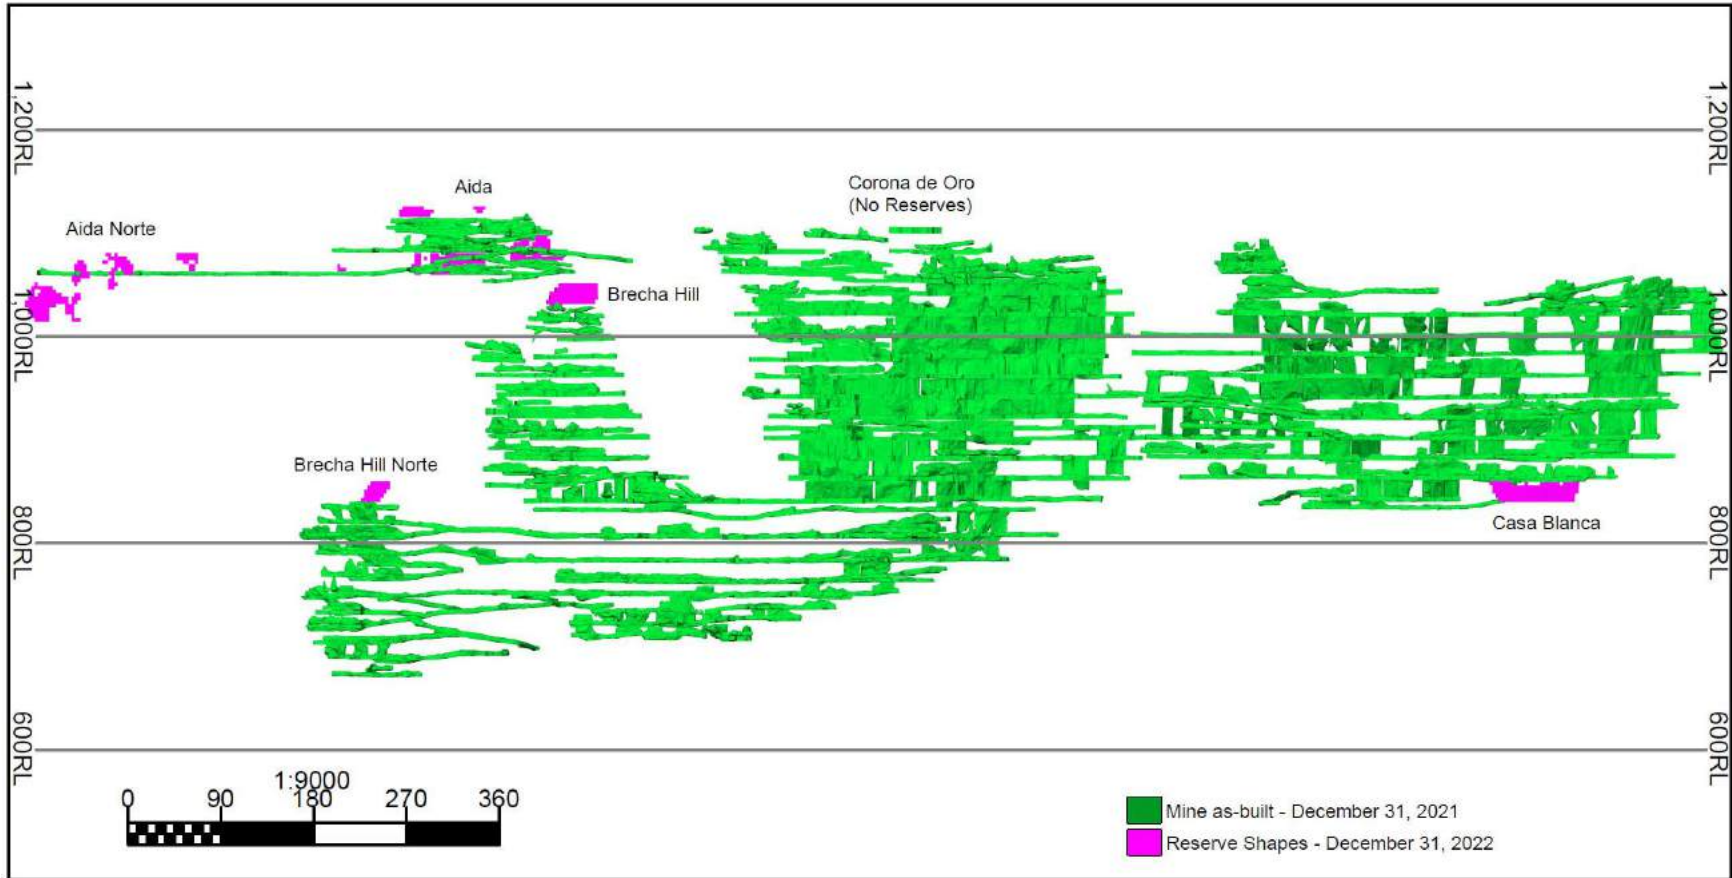 1,200RL
1,200RL
Aida
Corona de Oro
(No Reserves)
Aida Norte
Brecha Hill
1,000RL
1,000RL
Brecha Hill Norte
Casa Blanca
800RL
800RL
600RL
600RL
1:9000
0 90 180 270 360
Mine as-built - December 31, 2021
Reserve Shapes - December 31, 2022